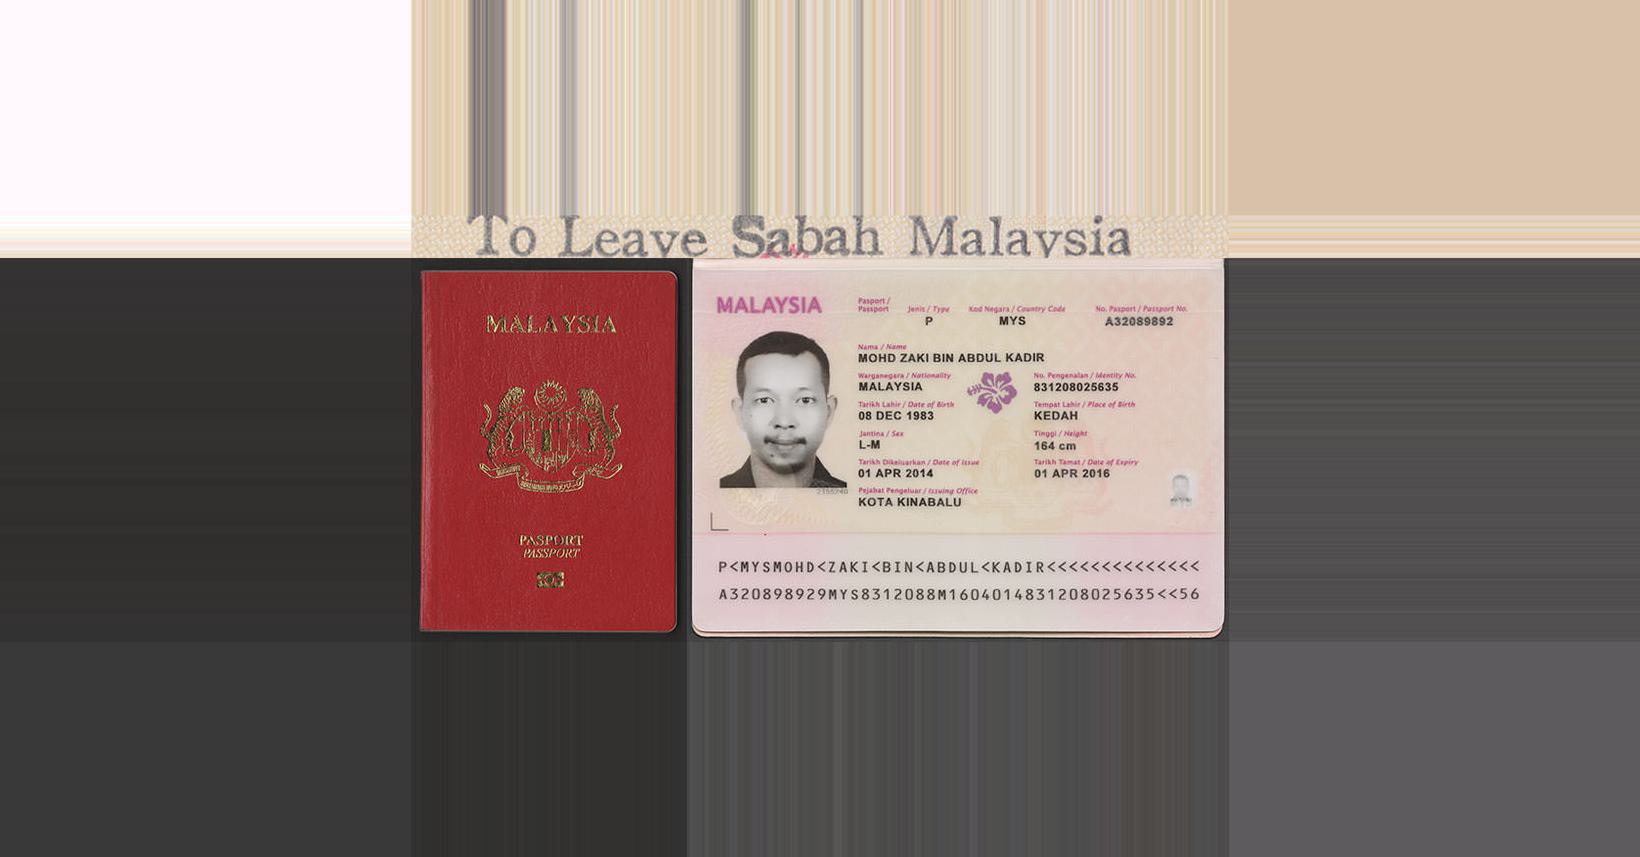 To Leave Sabah Malaysia
MALAYSIA
PASPORT
PASSPORT
MALAYSIA
Pasport /
Passport
Jenis / Type
P
Kod Negara / Country Code
MYS
No. Pasport / Passport No.
A32089892
Nama / Name
MOHD ZAKI BIN ABDUL KADIR
Warganegara / Nationality
MALAYSIA
No. Pengenalan / Identity No.
831208025635
Tarikh Lahir / Date of Birth
08 DEC 1983
Tempat Lahir / Place of Birth
KEDAH
Jantina / Sex
L-M
Tinggi / Height
164 cm
Tarikh Dikeluarkan / Date of Issue
01 APR 2014
Tarikh Tamat / Date of Expiry
01 APR 2016
Pejabat Pengeluar / Issuing Office
KOTA KINABALU
2155240
P<MYSMOHD<ZAKI<BIN<ABDUL<KADIR<<<<<<<<<<<<<<
A320898929MYS8312088M1604014831208025635<<56